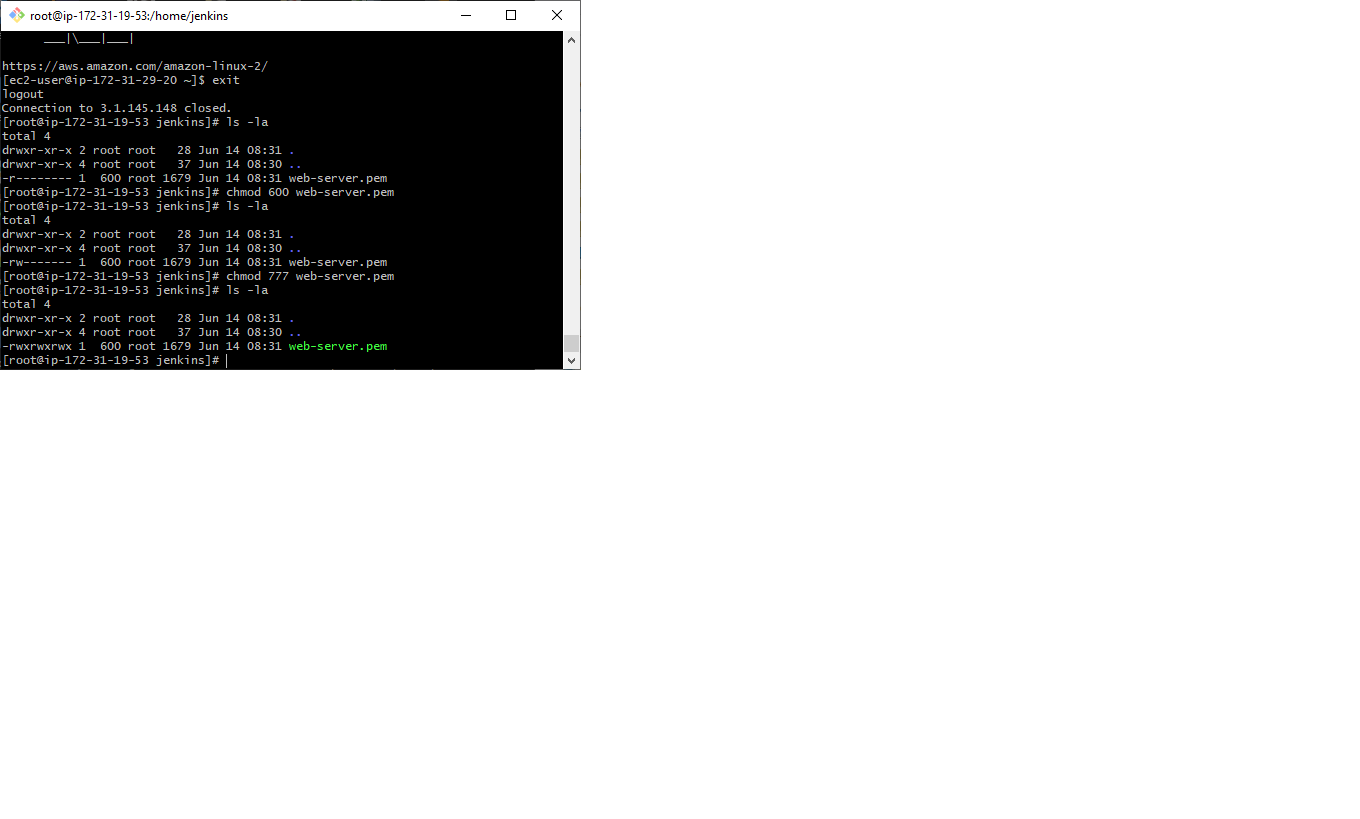 root@ip-172-31-19-53:/home/jenkins
___|\___|___|
https://aws.amazon.com/amazon-linux-2/
[ec2-user@ip-172-31-29-20 ~]$ exit
logout
Connection to 3.1.145.148 closed.
[root@ip-172-31-19-53 jenkins]# ls -la
total 4
drwxr-xr-x 2 root root   28 Jun 14 08:31 .
drwxr-xr-x 4 root root   37 Jun 14 08:30 ..
-r-------- 1  600 root 1679 Jun 14 08:31 web-server.pem
[root@ip-172-31-19-53 jenkins]# chmod 600 web-server.pem
[root@ip-172-31-19-53 jenkins]# ls -la
total 4
drwxr-xr-x 2 root root   28 Jun 14 08:31 .
drwxr-xr-x 4 root root   37 Jun 14 08:30 ..
-rw------- 1  600 root 1679 Jun 14 08:31 web-server.pem
[root@ip-172-31-19-53 jenkins]# chmod 777 web-server.pem
[root@ip-172-31-19-53 jenkins]# ls -la
total 4
drwxr-xr-x 2 root root   28 Jun 14 08:31 .
drwxr-xr-x 4 root root   37 Jun 14 08:30 ..
-rwxrwxrwx 1  600 root 1679 Jun 14 08:31 web-server.pem
[root@ip-172-31-19-53 jenkins]#